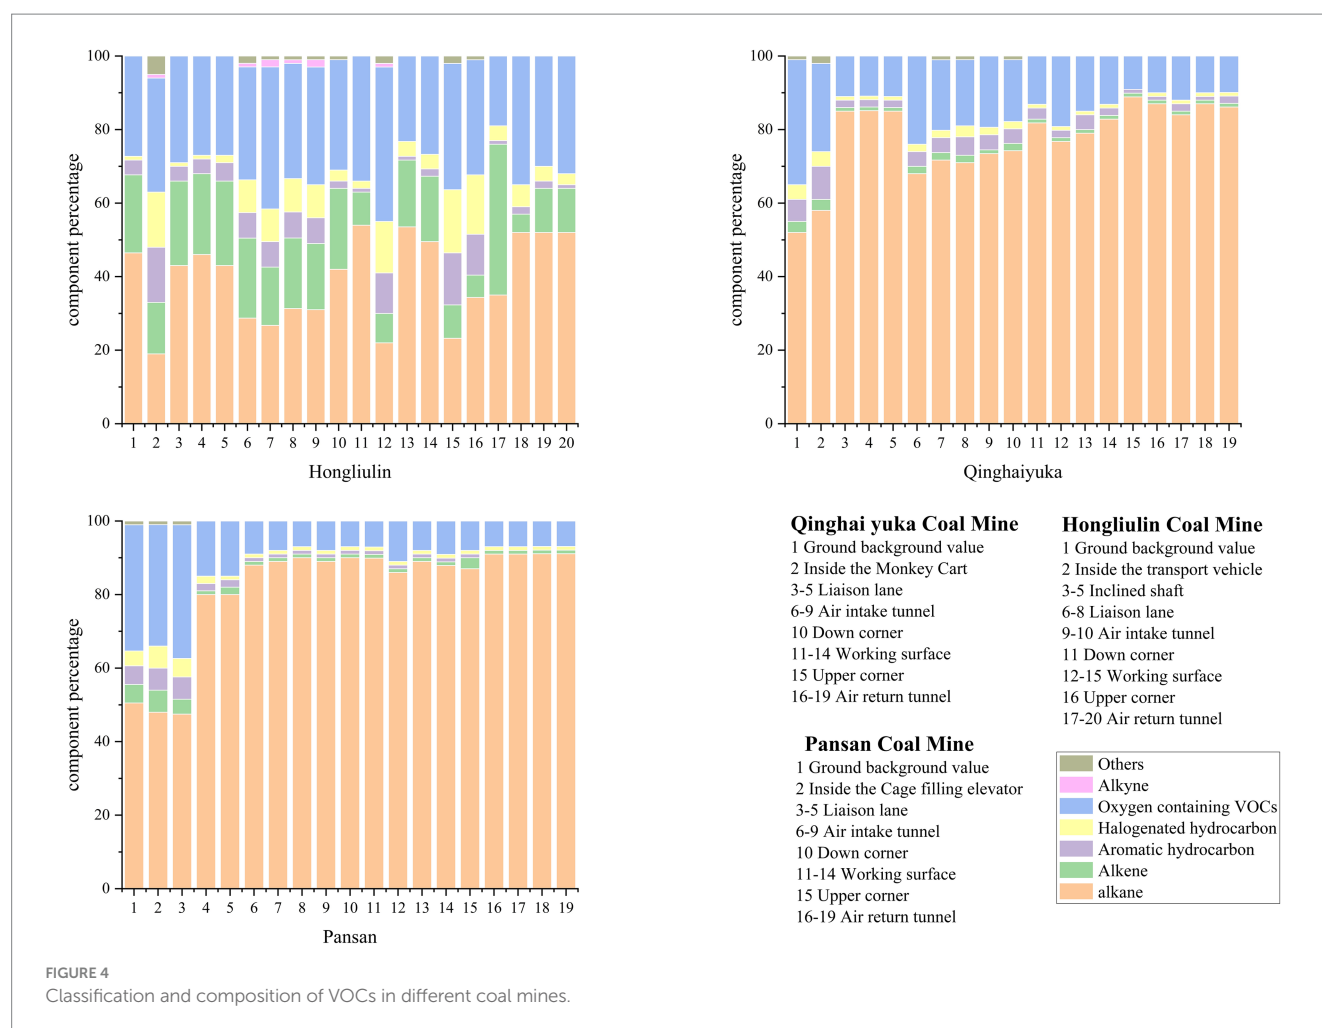 100
80
60
40
20
0
component percentage
1 2 3 4 5 6 7 8 9 10 11 12 13 14 15 16 17 18 19 20
Hongliulin
100
80
60
40
20
0
component percentage
1 2 3 4 5 6 7 8 9 10 11 12 13 14 15 16 17 18 19
Qinghaiyuka
100
80
60
40
20
0
component percentage
1 2 3 4 5 6 7 8 9 10 11 12 13 14 15 16 17 18 19
Pansan
Qinghai yuka Coal Mine
1 Ground background value
2 Inside the Monkey Cart
3-5 Liaison lane
6-9 Air intake tunnel
10 Down corner
11-14 Working surface
15 Upper corner
16-19 Air return tunnel
Hongliulin Coal Mine
1 Ground background value
2 Inside the transport vehicle
3-5 Inclined shaft
6-8 Liaison lane
9-10 Air intake tunnel
11 Down corner
12-15 Working surface
16 Upper corner
17-20 Air return tunnel
Pansan Coal Mine
1 Ground background value
2 Inside the Cage filling elevator
3-5 Liaison lane
6-9 Air intake tunnel
10 Down corner
11-14 Working surface
15 Upper corner
16-19 Air return tunnel
Others
Alkyne
Oxygen containing VOCs
Halogenated hydrocarbon
Aromatic hydrocarbon
Alkene
alkane
FIGURE 4
Classification and composition of VOCs in different coal mines.